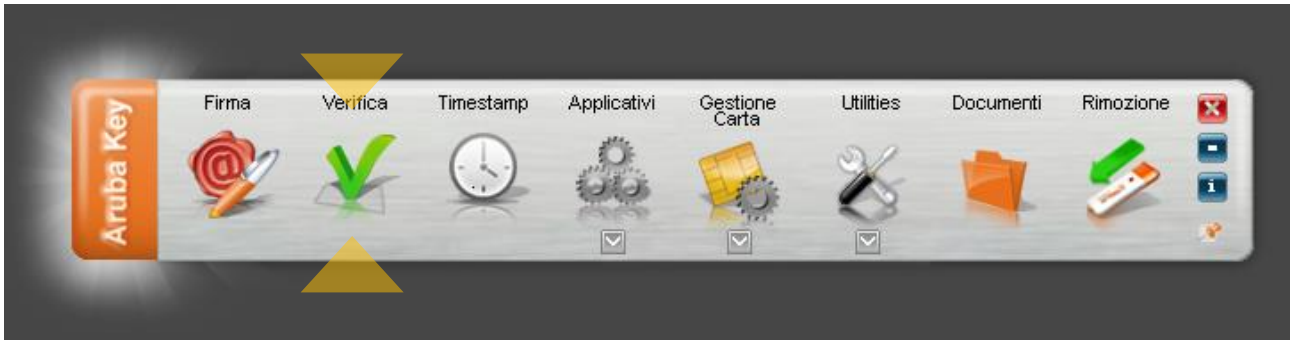 Aruba Key
Firma
Verifica
Timestamp
Applicativi
Gestione
Carta
Utilities
Documenti
Rimozione